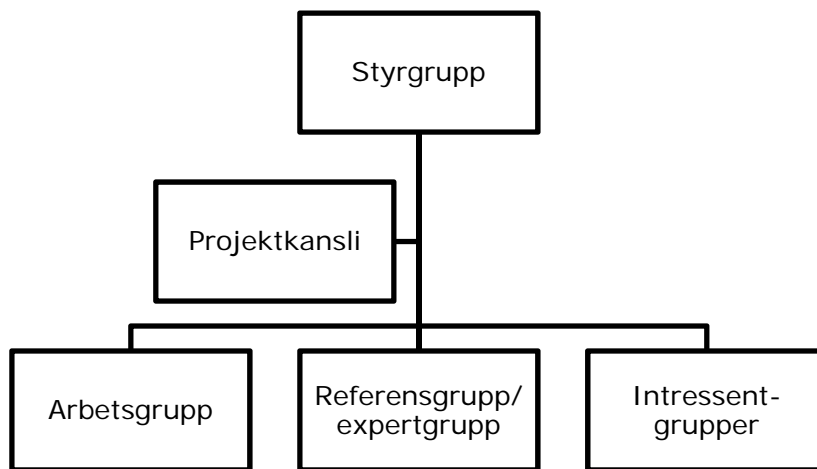 Styrgrupp
Projektkansli
Arbetsgrupp
Referensgrupp/
expertgrupp
Intressent-
grupper